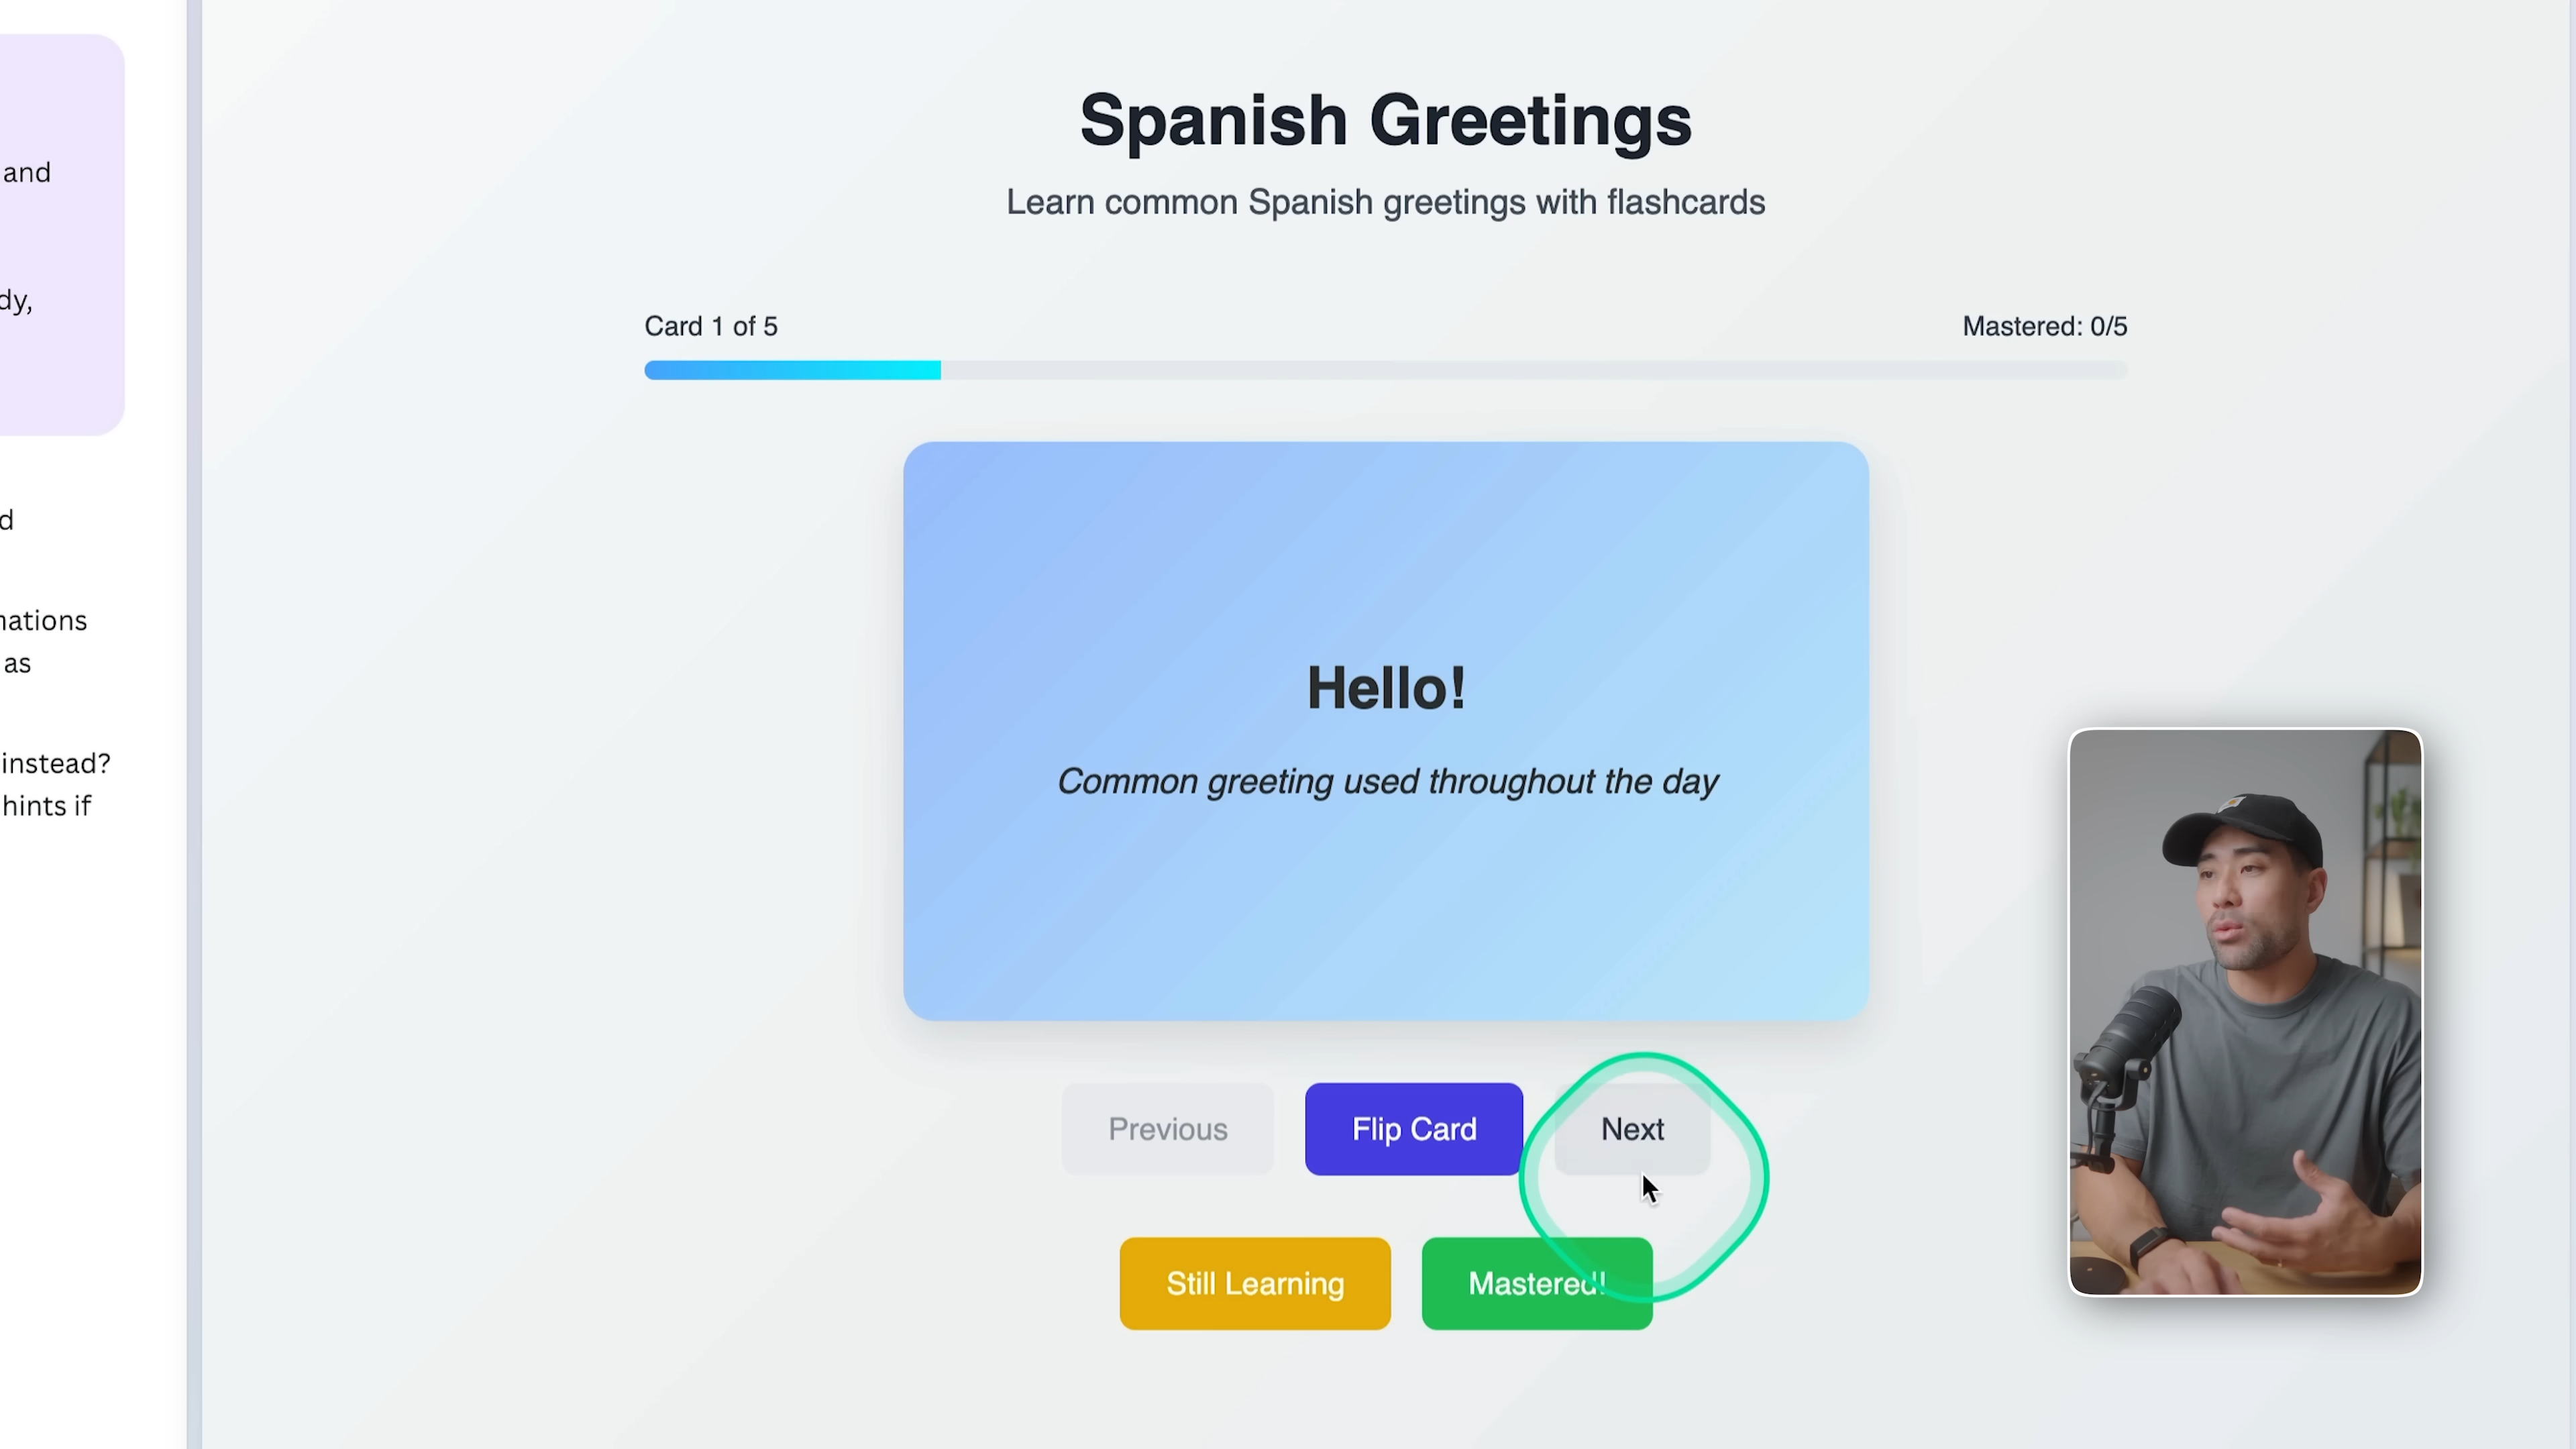 and
dy,
d
nations
as
instead?
hints if
Spanish Greetings
Learn common Spanish greetings with flashcards
Card 1 of 5
Mastered: 0/5
Hello!
Common greeting used throughout the day
Previous
Flip Card
Next
Still Learning
Mastered!